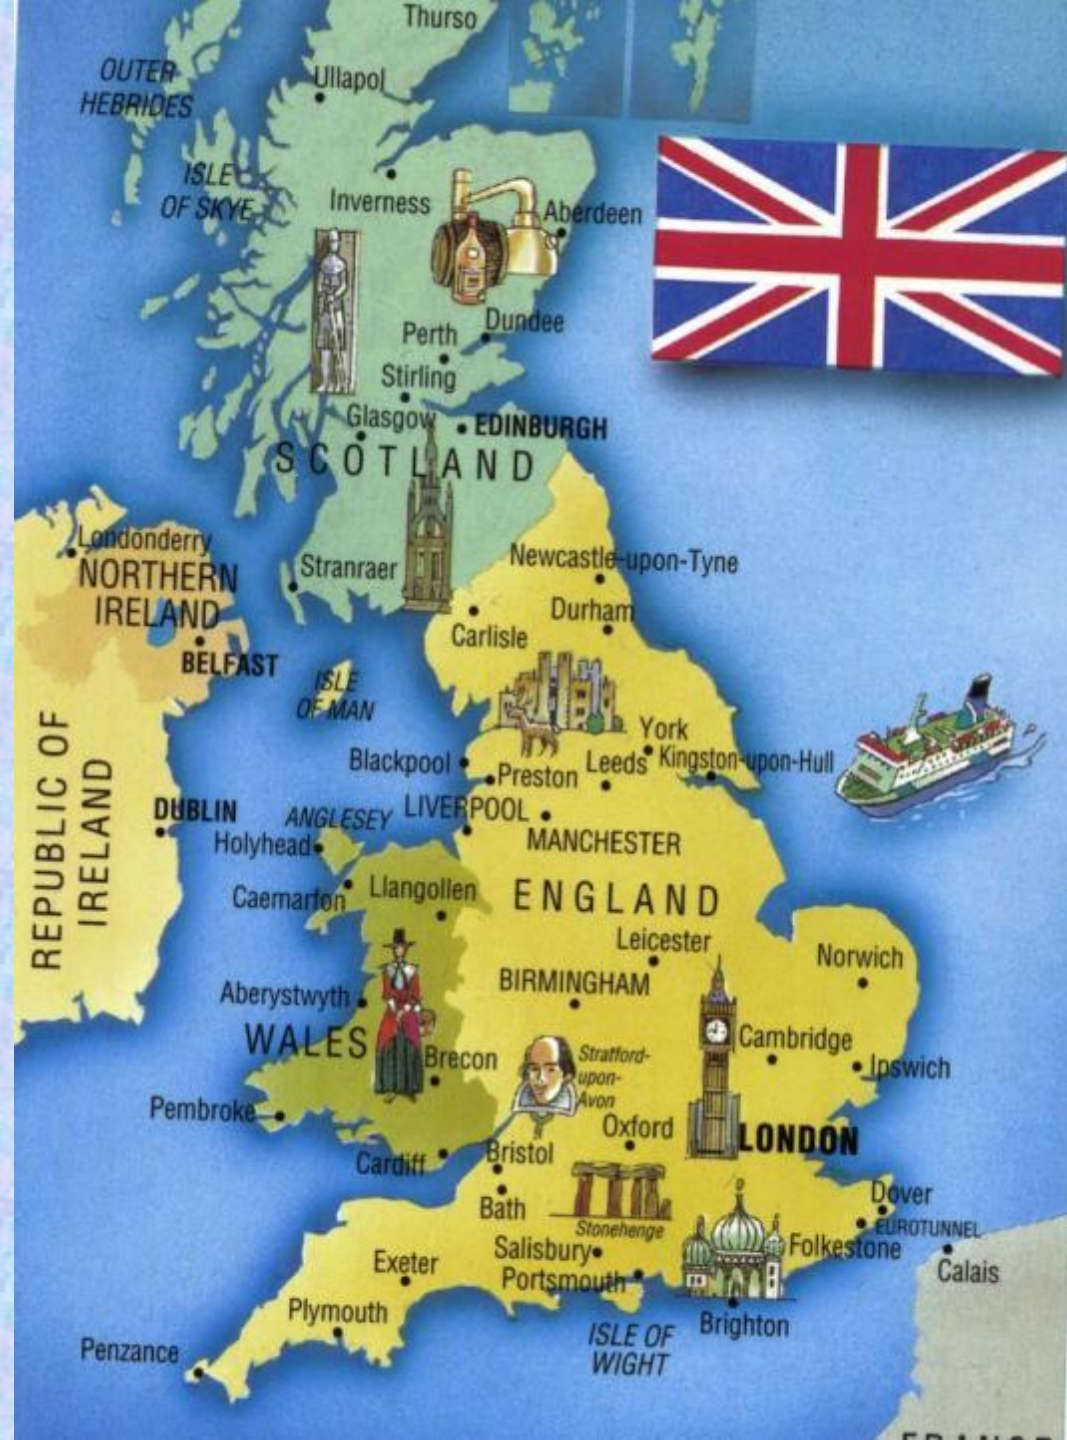 Thurso
OUTER
HEBRIDES
Ullapol
ISLE
OF SKYE
Inverness
Aberdeen
Perth
Dundee
Stirling
Glasgow
EDINBURGH
SCOTLAND
Londonderry
NORTHERN
IRELAND
BELFAST
Stranraer
Newcastle-upon-Tyne
Durham
Carlisle
ISLE
OF MAN
York
Blackpool
Preston
Leeds
Kingston-upon-Hull
REPUBLIC OF
IRELAND
DUBLIN
ANGLESEY
LIVERPOOL
Holyhead
MANCHESTER
Caernarfon
Llangollen
ENGLAND
Leicester
Norwich
BIRMINGHAM
Aberystwyth
WALES
Brecon
Stratford-
upon-
Avon
Cambridge
Ipswich
Pembroke
Oxford
LONDON
Cardiff
Bristol
Bath
Stonehenge
Dover
EUROTUNNEL
Folkestone
Salisbury
Portsmouth
Calais
Exeter
Plymouth
Brighton
ISLE OF
WIGHT
Penzance